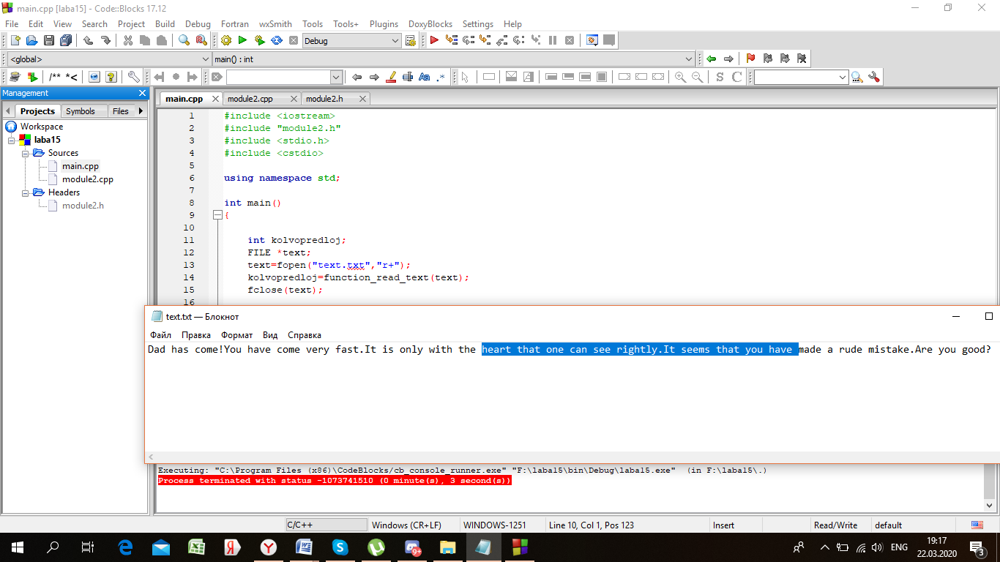 main.cpp [laba15] - Code::Blocks 17.12
File Edit View Search Project Build Debug Fortran wxSmith Tools Tools+ Plugins DoxyBlocks Settings Help
Debug
<global> main() : int
/** *< Aa .* S C
Management
main.cpp module2.cpp module2.h
Projects Symbols Files
Workspace
laba15
Sources
main.cpp
module2.cpp
Headers
module2.h
1 #include <iostream>
2 #include "module2.h"
3 #include <stdio.h>
4 #include <cstdio>
5
6 using namespace std;
7
8 int main()
9 {
10
11 int kolvopredloj;
12 FILE *text;
13 text=fopen("text.txt","r+");
14 kolvopredloj=function_read_text(text);
15 fclose(text);
16
text.txt — Блокнот
Файл Правка Формат Вид Справка
Dad has come!You have come very fast.It is only with the heart that one can see rightly.It seems that you have made a rude mistake.Are you good?
Executing: "C:\Program Files (x86)\CodeBlocks/cb_console_runner.exe" "F:\laba15\bin\Debug\laba15.exe" (in F:\laba15\.)
Process terminated with status -1073741510 (0 minute(s), 3 second(s))
C/C++ Windows (CR+LF) WINDOWS-1251 Line 10, Col 1, Pos 123 Insert Read/Write default
ENG 19:17
22.03.2020
9+
3